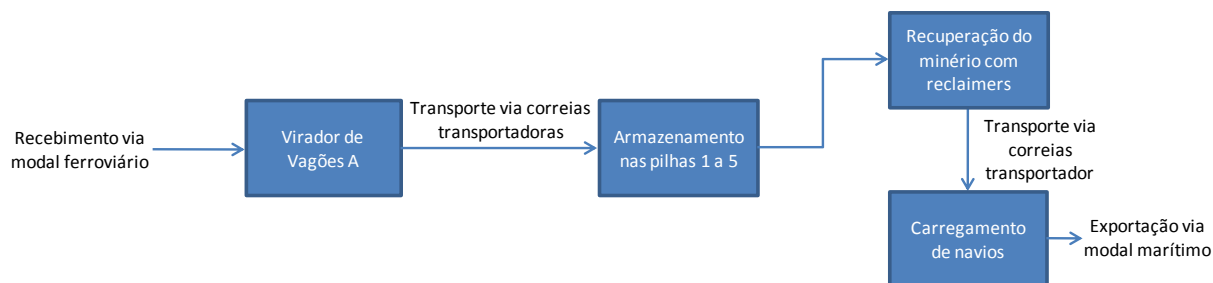 Recebimento via
modal ferroviário
Virador de
Vagões A
Transporte via correias
transportadoras
Armazenamento
nas pilhas 1 a 5
Recuperação do
minério com
reclaimers
Transporte via
correias
transportador
Carregamento
de navios
Exportação via
modal marítimo